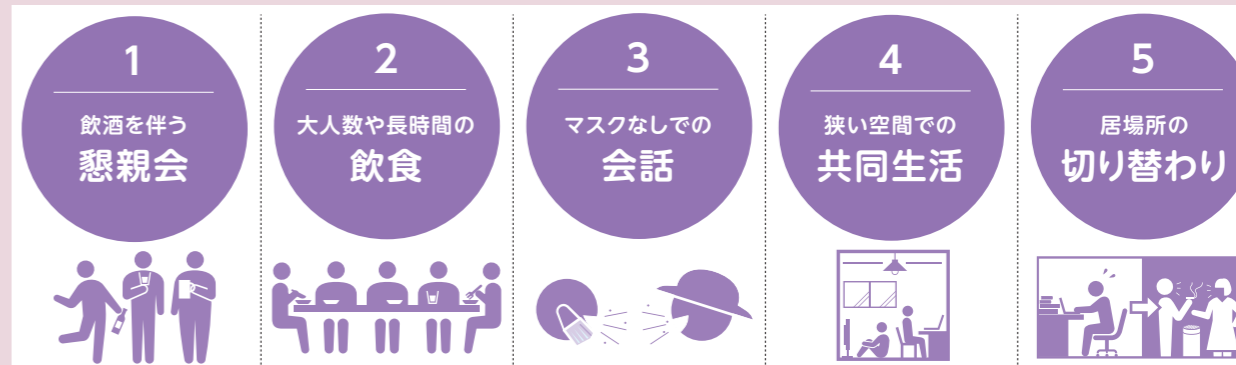 1
飲酒を伴う
懇親会
2
大人数や長時間の
飲食
3
マスクなしでの
会話
4
狭い空間での
共同生活
5
居場所の
切り替わり